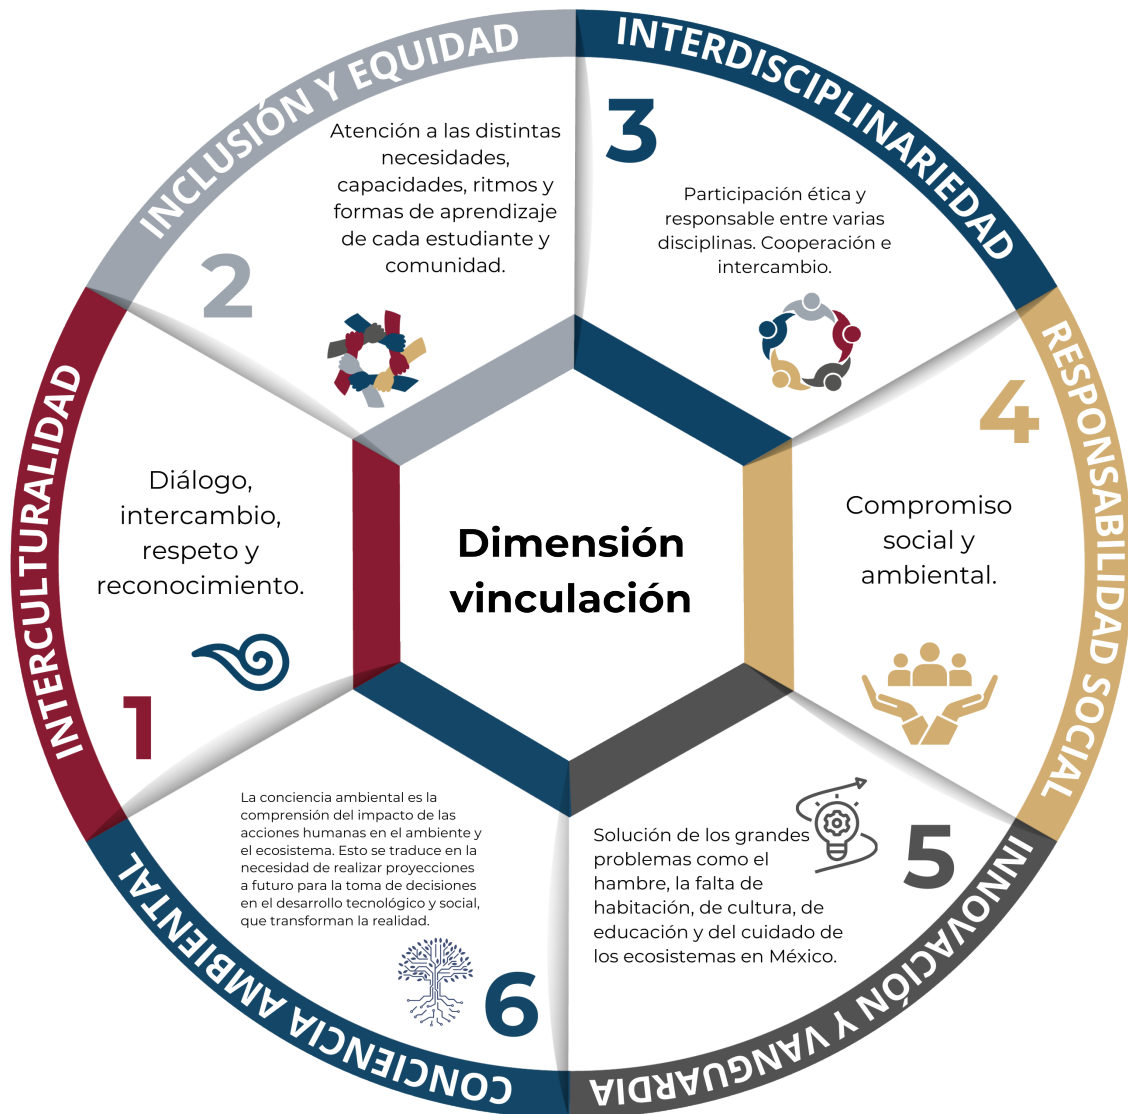 Dimensión
vinculación
INTERCULTURALIDAD
1
Diálogo,
intercambio,
respeto y
reconocimiento.
INCLUSIÓN Y EQUIDAD
2
Atención a las distintas
necesidades,
capacidades, ritmos y
formas de aprendizaje
de cada estudiante y
comunidad.
INTERDISCIPLINARIEDAD
3
Participación ética y
responsable entre varias
disciplinas. Cooperación e
intercambio.
RESPONSABILIDAD SOCIAL
4
Compromiso
social y
ambiental.
INNOVACIÓN Y VANGUARDIA
5
Solución de los grandes
problemas como el
hambre, la falta de
habitación, de cultura, de
educación y del cuidado de
los ecosistemas en México.
CONCIENCIA AMBIENTAL
6
La conciencia ambiental es la
comprensión del impacto de las
acciones humanas en el ambiente y
el ecosistema. Esto se traduce en la
necesidad de realizar proyecciones
a futuro para la toma de decisiones
en el desarrollo tecnológico y social,
que transforman la realidad.